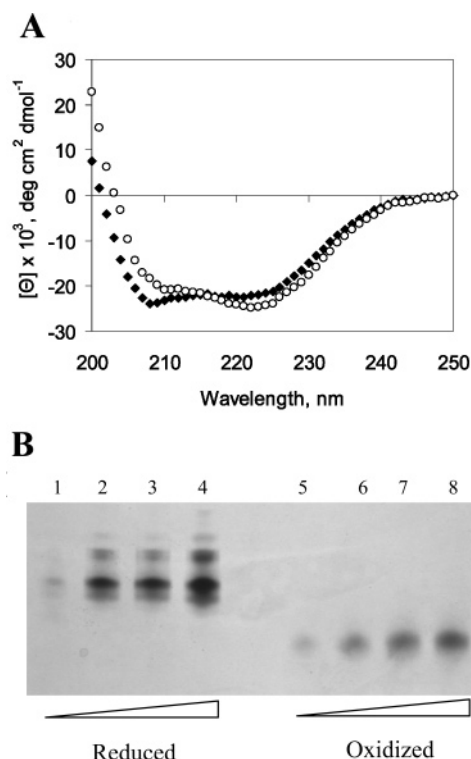 A
[Θ] x 10³, deg cm² dmol⁻¹
30
20
10
0
-10
-20
-30
200 210 220 230 240 250
Wavelength, nm
B
1 2 3 4 5 6 7 8
Reduced Oxidized